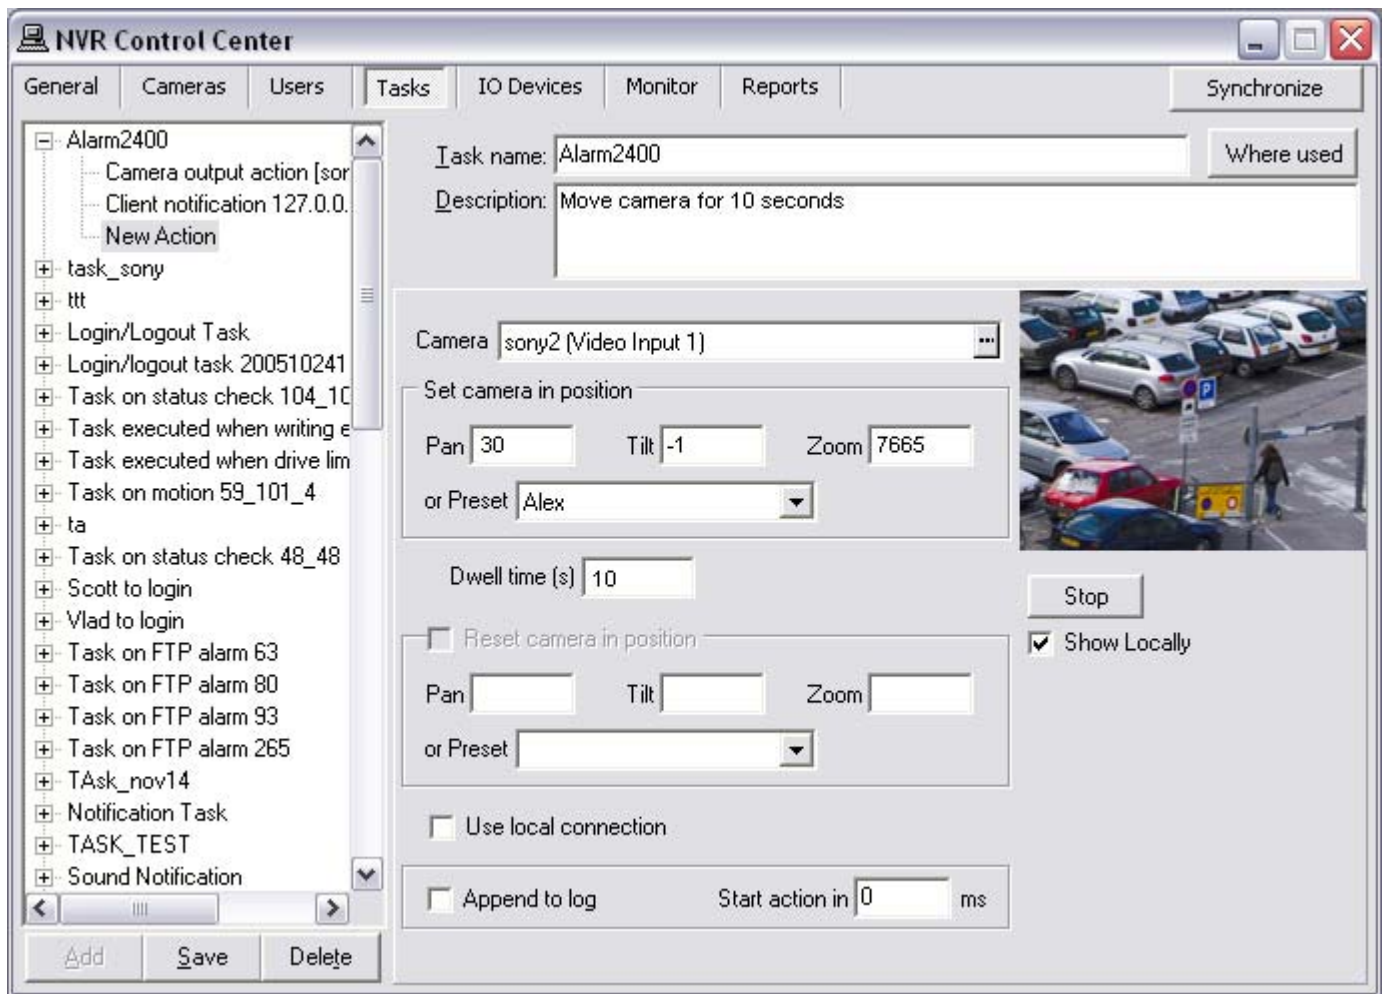 NVR Control Center
General Cameras Users Tasks IO Devices Monitor Reports Synchronize
Alarm2400
Camera output action [sor
Client notification 127.0.0.
New Action
task_sony
ttt
Login/Logout Task
Login/logout task 200510241
Task on status check 104_10
Task executed when writing e
Task executed when drive lim
Task on motion 59_101_4
ta
Task on status check 48_48
Scott to login
Vlad to login
Task on FTP alarm 63
Task on FTP alarm 80
Task on FTP alarm 93
Task on FTP alarm 265
TAsk_nov14
Notification Task
TASK_TEST
Sound Notification
Add Save Delete
Task name: Alarm2400 Where used
Description: Move camera for 10 seconds
Camera sony2 (Video Input 1) ...
Set camera in position
Pan 30 Tilt -1 Zoom 7665
or Preset Alex
Dwell time (s) 10
Reset camera in position
Pan Tilt Zoom
or Preset
Use local connection
Append to log Start action in 0 ms
P
Stop
Show Locally